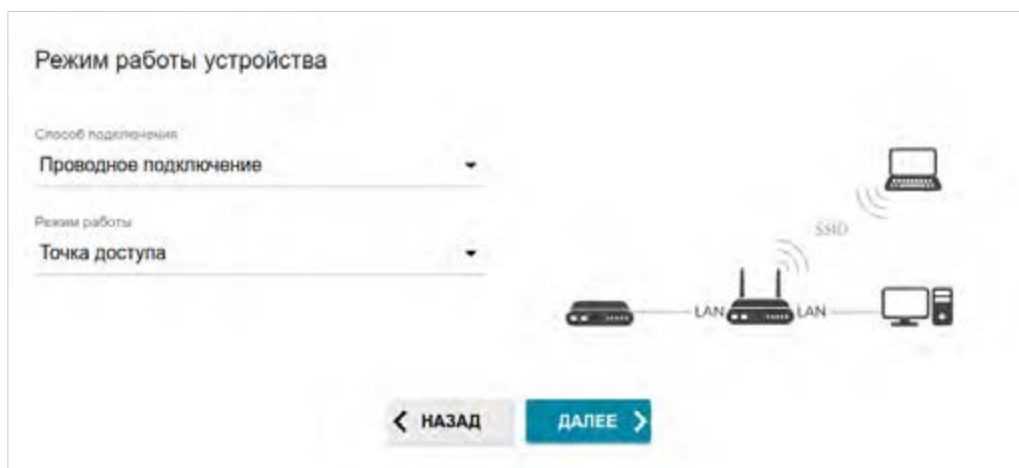 Режим работы устройства
Способ подключения
Проводное подключение
Режим работы
Точка доступа
SSID
LAN
LAN
НАЗАД
ДАЛЕЕ